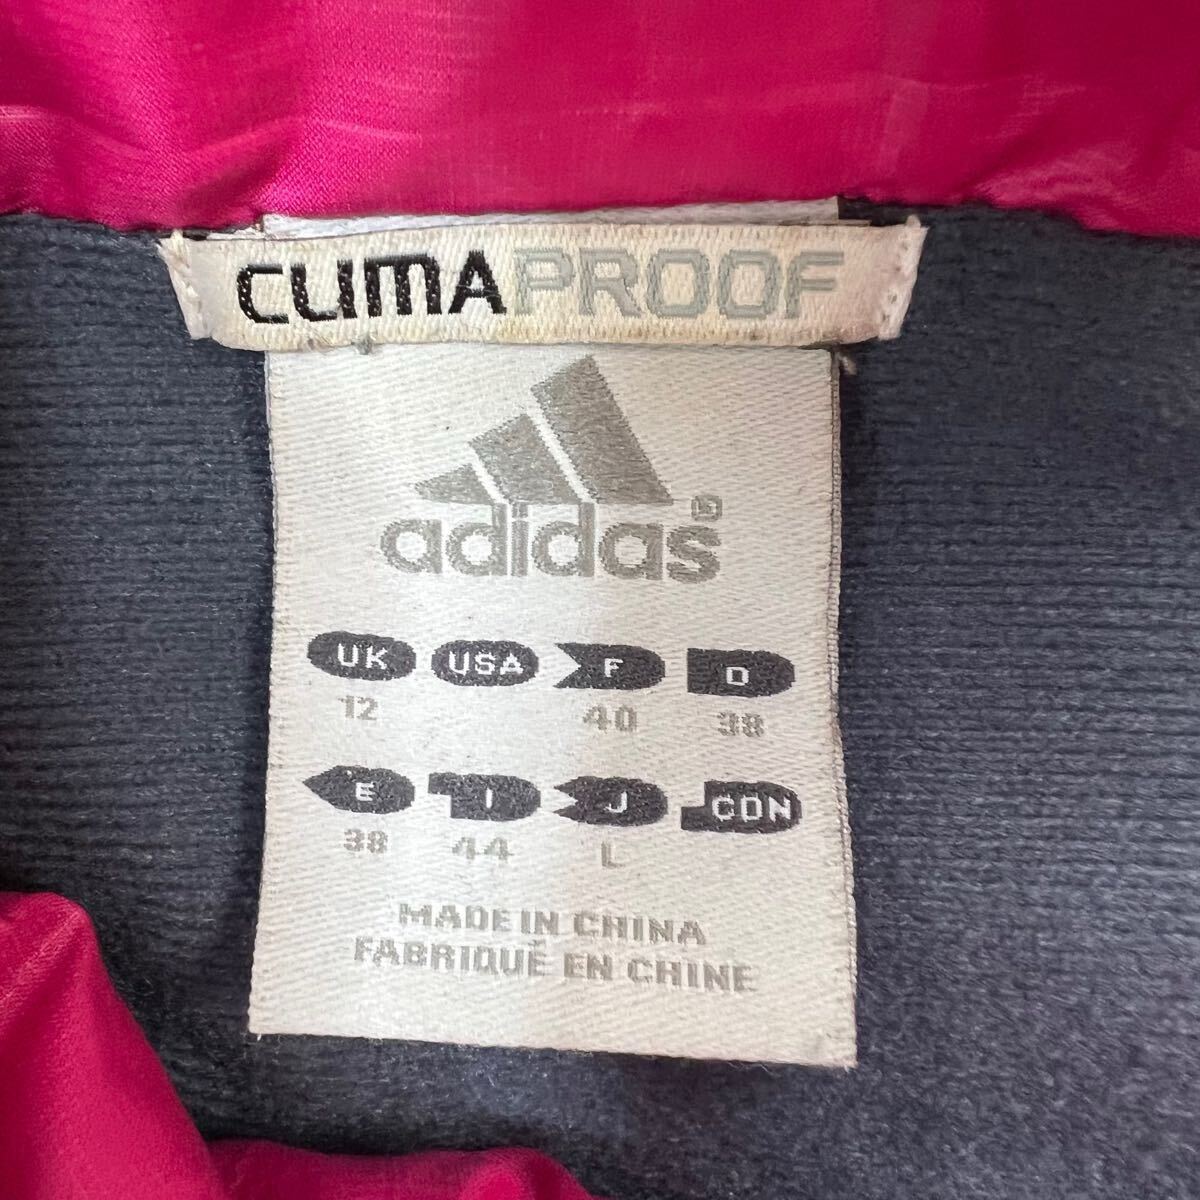 CLIMAPROOF
adidas®
UK USA F D
12 40 38
E I J CDN
38 44 L
MADE IN CHINA
FABRIQUÉ EN CHINE